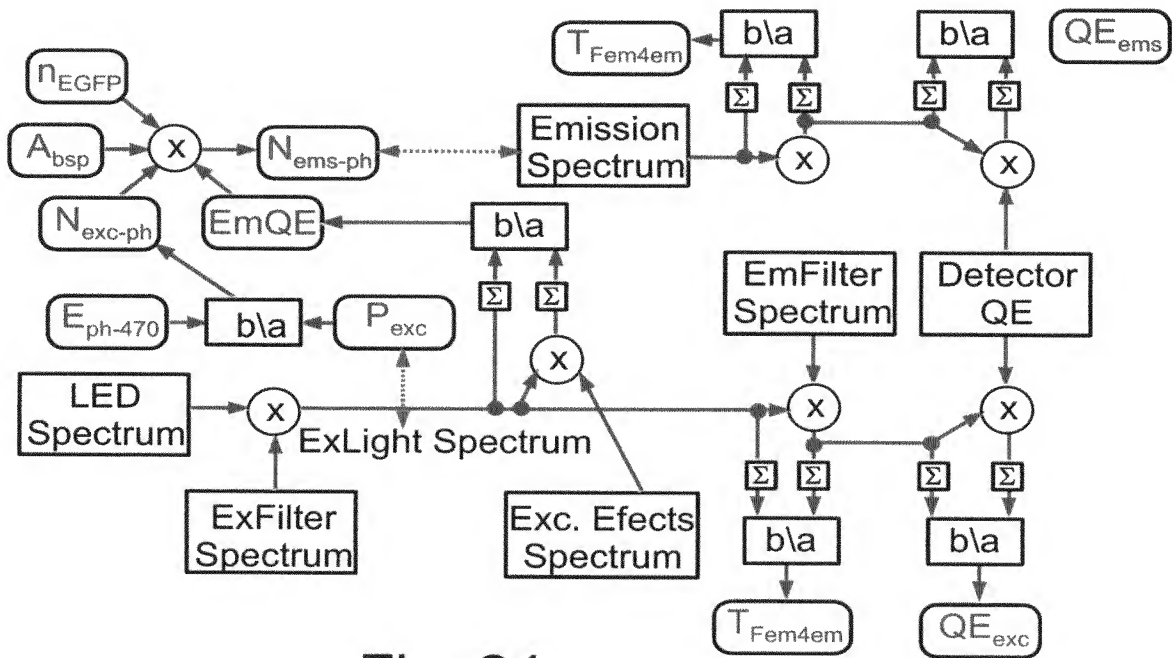 T_Fem4em
b\a
b\a
QE_ems
n_EGFP
Σ
Σ
Σ
Σ
A_bsp
x
N_ems-ph
Emission
Spectrum
x
x
N_exc-ph
EmQE
b\a
EmFilter
Spectrum
Detector
QE
Σ
Σ
E_ph-470
b\a
P_exc
x
LED
Spectrum
x
x
x
ExLight Spectrum
Σ
Σ
Σ
Σ
ExFilter
Spectrum
Exc. Efects
Spectrum
b\a
b\a
T_Fem4em
QE_exc